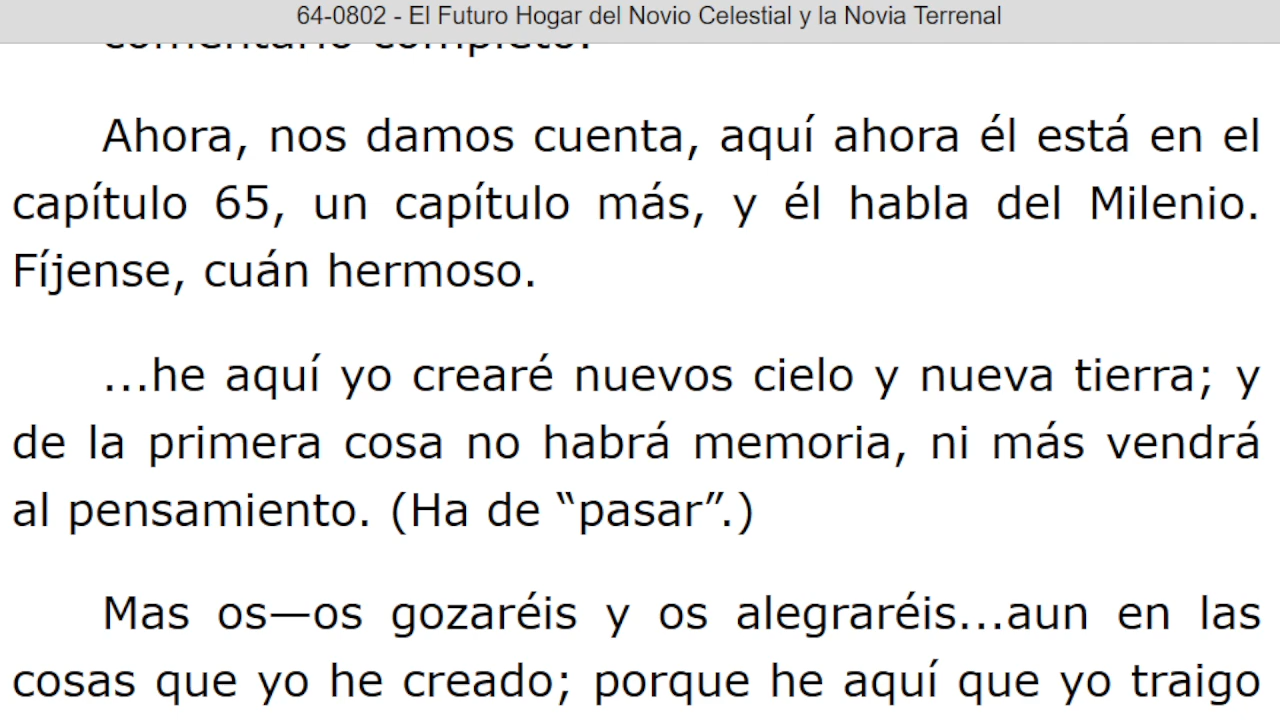 64-0802 - El Futuro Hogar del Novio Celestial y la Novia Terrenal
comentario completo.
Ahora, nos damos cuenta, aquí ahora él está en el
capítulo 65, un capítulo más, y él habla del Milenio.
Fíjense, cuán hermoso.
...he aquí yo crearé nuevos cielo y nueva tierra; y
de la primera cosa no habrá memoria, ni más vendrá
al pensamiento. (Ha de “pasar”.)
Mas os—os gozaréis y os alegraréis...aun en las
cosas que yo he creado; porque he aquí que yo traigo